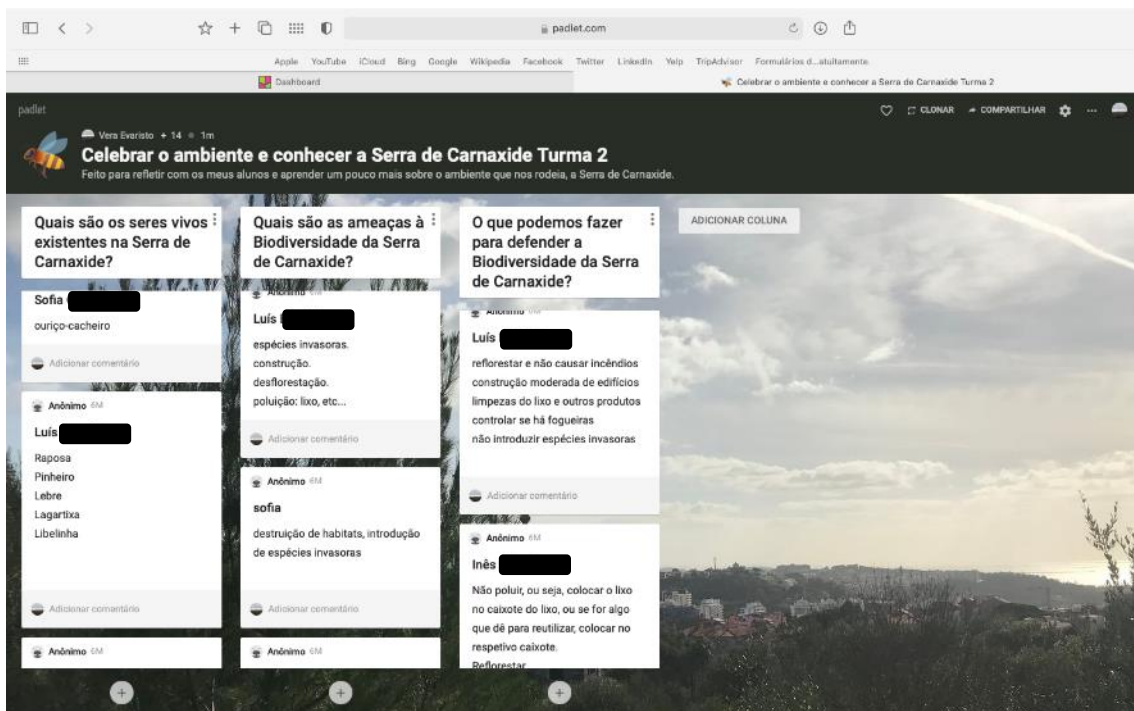 padlet.com
Apple YouTube iCloud Bing Google Wikipedia Facebook Twitter LinkedIn Yelp TripAdvisor Formulários d...atuitamente
Dashboard
Celebrar o ambiente e conhecer a Serra de Carnaxide Turma 2
padlet
CLONAR
COMPARTILHAR
Vera Evaristo + 14 1m
Celebrar o ambiente e conhecer a Serra de Carnaxide Turma 2
Feito para refletir com os meus alunos e aprender um pouco mais sobre o ambiente que nos rodeia, a Serra de Carnaxide.
Quais são os seres vivos
existentes na Serra de
Carnaxide?
Sofia
ouriço-cacheiro
Adicionar comentário
Anônimo 6M
Luís
Raposa
Pinheiro
Lebre
Lagartixa
Libelinha
Adicionar comentário
Anônimo 6M
Quais são as ameaças à
Biodiversidade da Serra
de Carnaxide?
Anônimo 6M
Luís
espécies invasoras.
construção.
desflorestação.
poluição: lixo, etc...
Adicionar comentário
Anônimo 6M
sofia
destruição de habitats, introdução
de espécies invasoras
Adicionar comentário
Anônimo 6M
O que podemos fazer
para defender a
Biodiversidade da Serra
de Carnaxide?
Anônimo 6M
Luís
reflorestar e não causar incêndios
construção moderada de edifícios
limpezas do lixo e outros produtos
controlar se há fogueiras
não introduzir espécies invasoras
Adicionar comentário
Anônimo 6M
Inês
Não poluir, ou seja, colocar o lixo
no caixote do lixo, ou se for algo
que dê para reutilizar, colocar no
respetivo caixote.
Reflorestar
ADICIONAR COLUNA